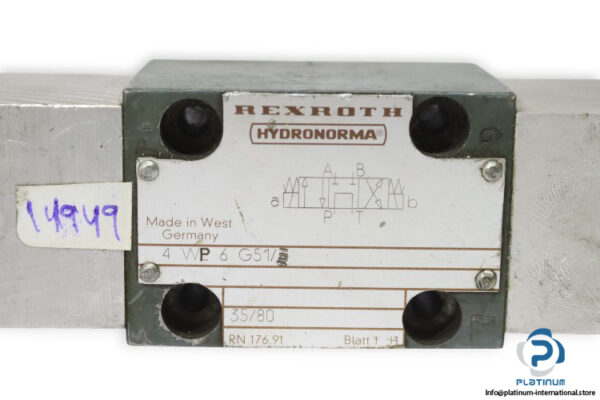 REXROTH
HYDRONORMA®
A B
a b
P T
14949
Made in West
Germany
4 WP 6 G51/
35/80
RN 176.91 Blatt 1
PLATINUM
https://platinum-international.store